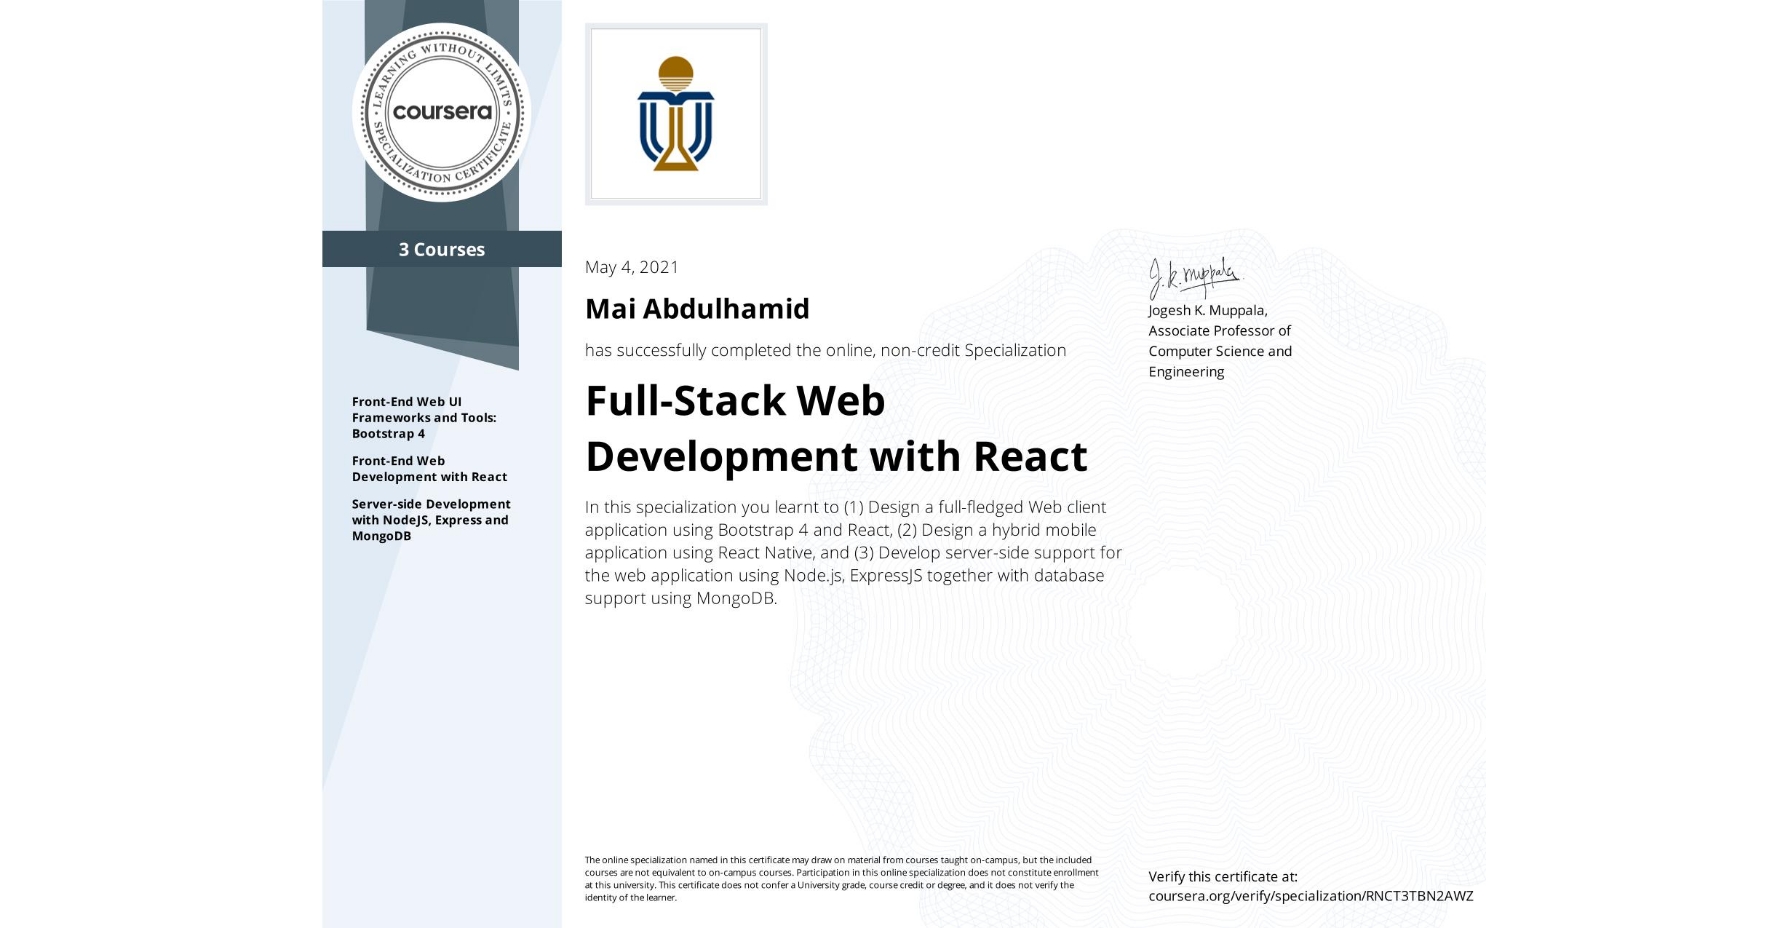 LEARNING WITHOUT LIMITS
coursera
SPECIALIZATION CERTIFICATE
3 Courses
Front-End Web UI
Frameworks and Tools:
Bootstrap 4
Front-End Web
Development with React
Server-side Development
with NodeJS, Express and
MongoDB
May 4, 2021
Mai Abdulhamid
has successfully completed the online, non-credit Specialization
Full-Stack Web
Development with React
In this specialization you learnt to (1) Design a full-fledged Web client
application using Bootstrap 4 and React, (2) Design a hybrid mobile
application using React Native, and (3) Develop server-side support for
the web application using Node.js, ExpressJS together with database
support using MongoDB.
J.K. Muppala
Jogesh K. Muppala,
Associate Professor of
Computer Science and
Engineering
The online specialization named in this certificate may draw on material from courses taught on-campus, but the included
courses are not equivalent to on-campus courses. Participation in this online specialization does not constitute enrollment
at this university. This certificate does not confer a University grade, course credit or degree, and it does not verify the
identity of the learner.
Verify this certificate at:
coursera.org/verify/specialization/RNCT3TBN2AWZ